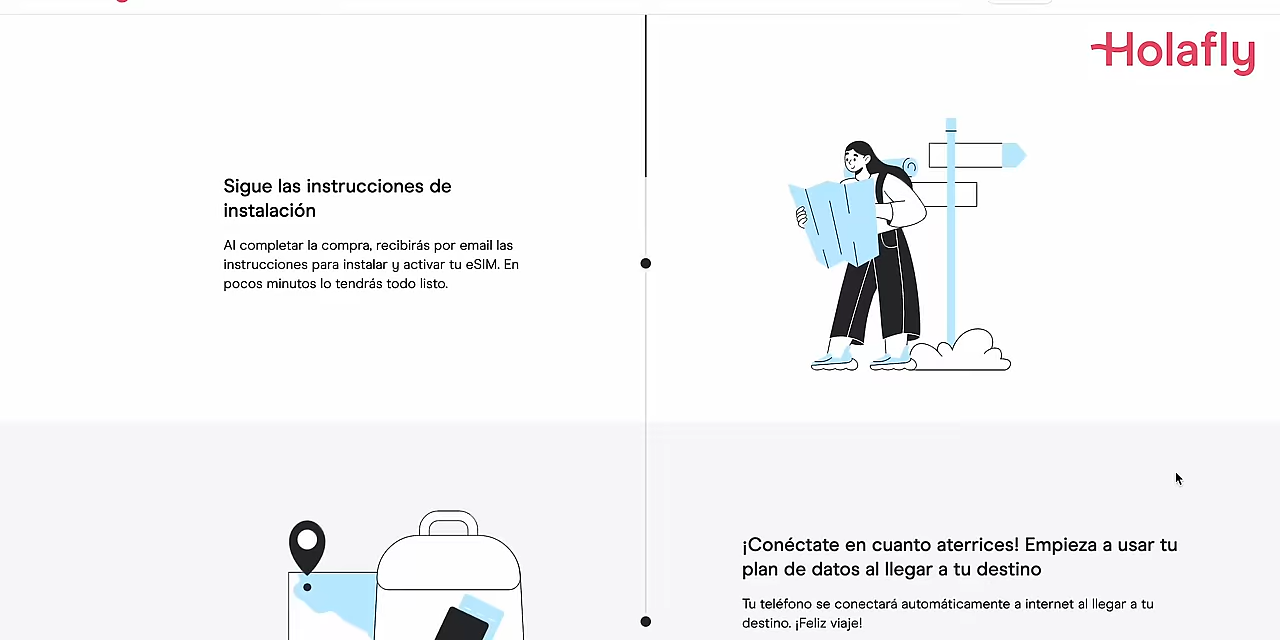 Holafly
Sigue las instrucciones de
instalación
Al completar la compra, recibirás por email las
instrucciones para instalar y activar tu eSIM. En
pocos minutos lo tendrás todo listo.
¡Conéctate en cuanto aterrices! Empieza a usar tu
plan de datos al llegar a tu destino
Tu teléfono se conectará automáticamente a internet al llegar a tu
destino. ¡Feliz viaje!